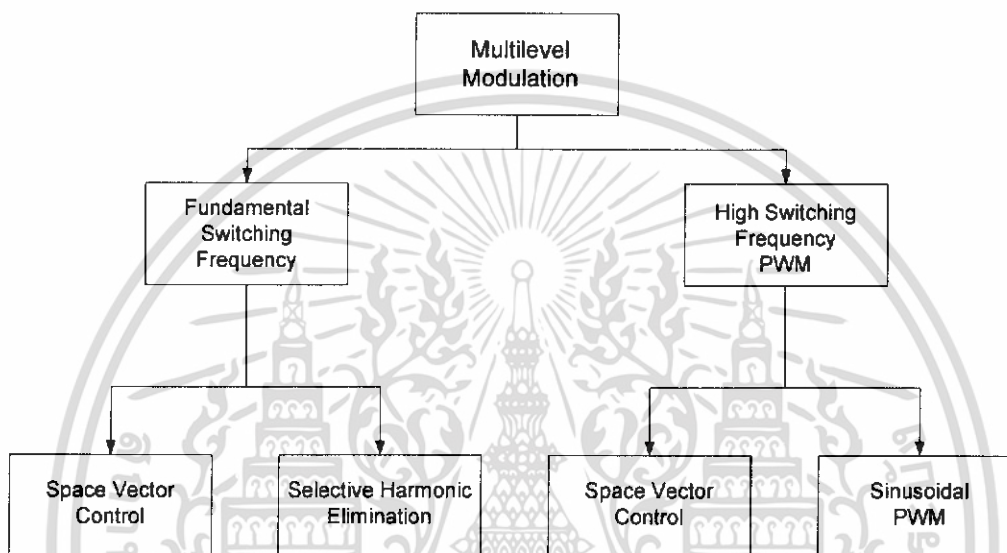 Multilevel
Modulation
Fundamental
Switching
Frequency
High Switching
Frequency
PWM
Space Vector
Control
Selective Harmonic
Elimination
Space Vector
Control
Sinusoidal
PWM